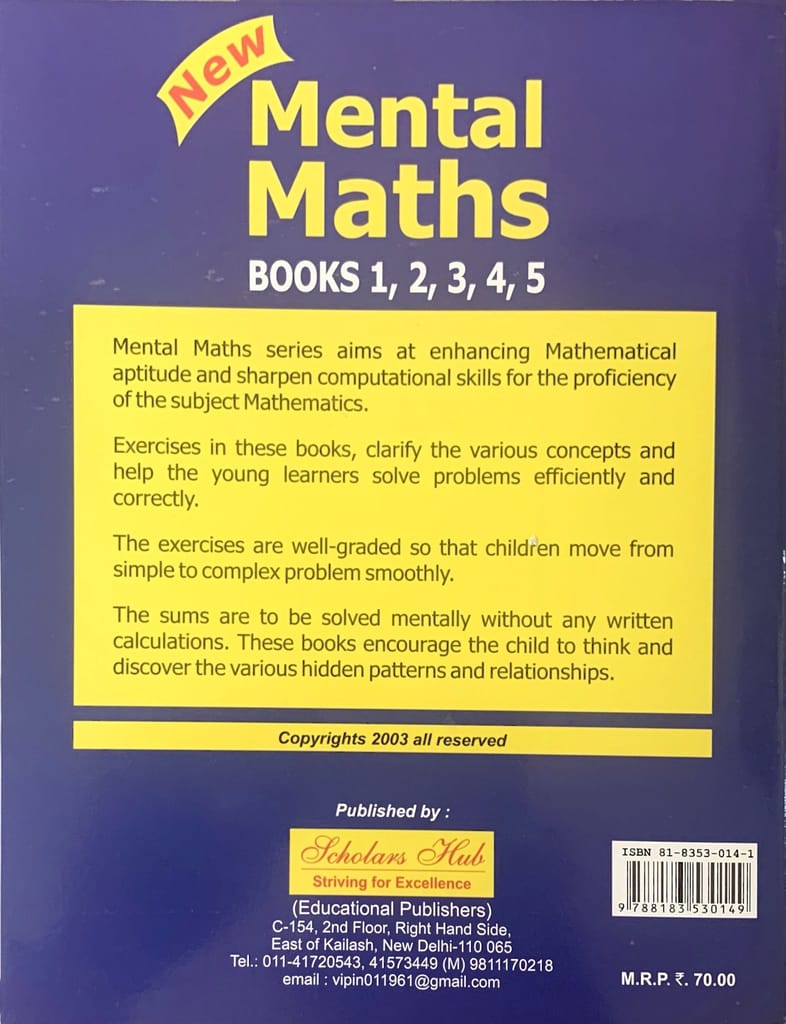 New
Mental
Maths
BOOKS 1, 2, 3, 4, 5
Mental Maths series aims at enhancing Mathematical
aptitude and sharpen computational skills for the proficiency
of the subject Mathematics.
Exercises in these books, clarify the various concepts and
help the young learners solve problems efficiently and
correctly.
The exercises are well-graded so that children move from
simple to complex problem smoothly.
The sums are to be solved mentally without any written
calculations. These books encourage the child to think and
discover the various hidden patterns and relationships.
Copyrights 2003 all reserved
Published by :
Scholars Hub
Striving for Excellence
(Educational Publishers)
C-154, 2nd Floor, Right Hand Side,
East of Kailash, New Delhi-110 065
Tel.: 011-41720543, 41573449 (M) 9811170218
email : vipin011961@gmail.com
ISBN 81-8353-014-1
9 788183 530149
M.R.P. ₹. 70.00